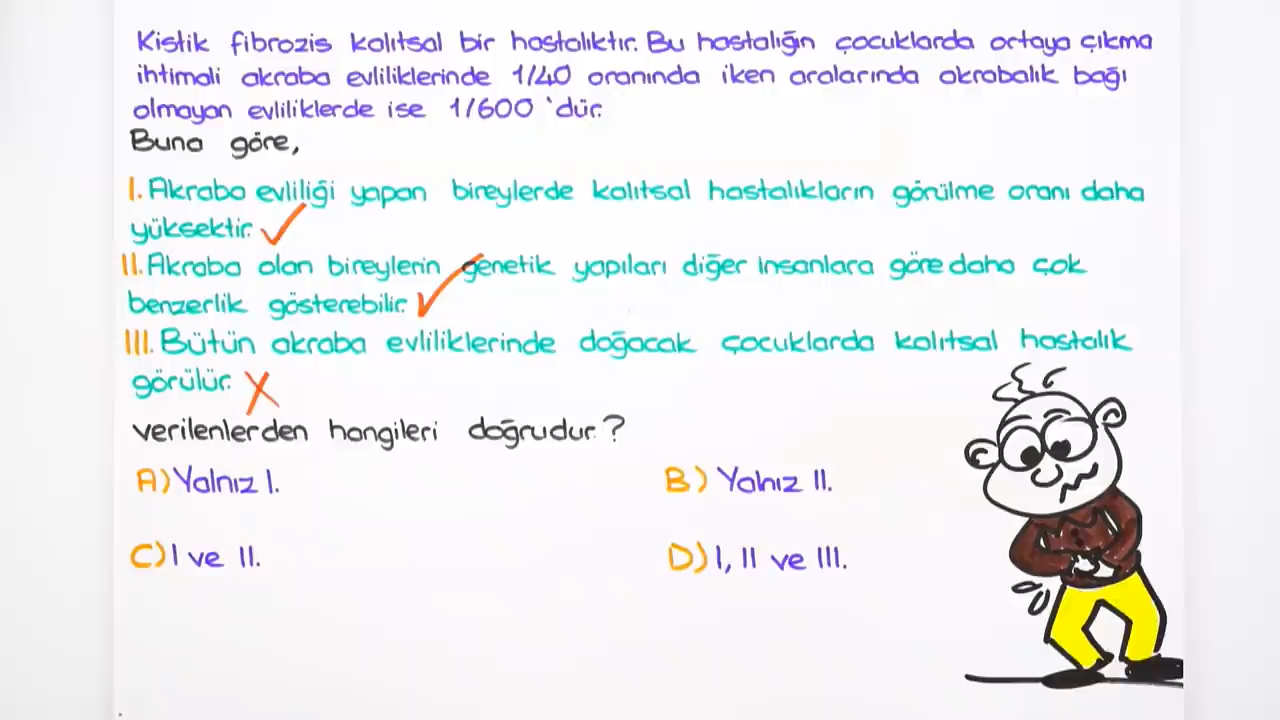 Kistik fibrozis kalıtsal bir hastalıktır. Bu hastalığın çocuklarda ortaya çıkma
ihtimali akraba evliliklerinde 1/40 oranında iken aralarında akrabalık bağı
olmayan evliliklerde ise 1/600 'dür.
Buna göre,
I. Akraba evliliği yapan bireylerde kalıtsal hastalıkların görülme oranı daha
yüksektir.
II. Akraba olan bireylerin genetik yapıları diğer insanlara göre daha çok
benzerlik gösterebilir.
III. Bütün akraba evliliklerinde doğacak çocuklarda kalıtsal hastalık
görülür.
verilenlerden hangileri doğrudur?
A) Yalnız I.
B) Yalnız II.
C) I ve II.
D) I, II ve III.